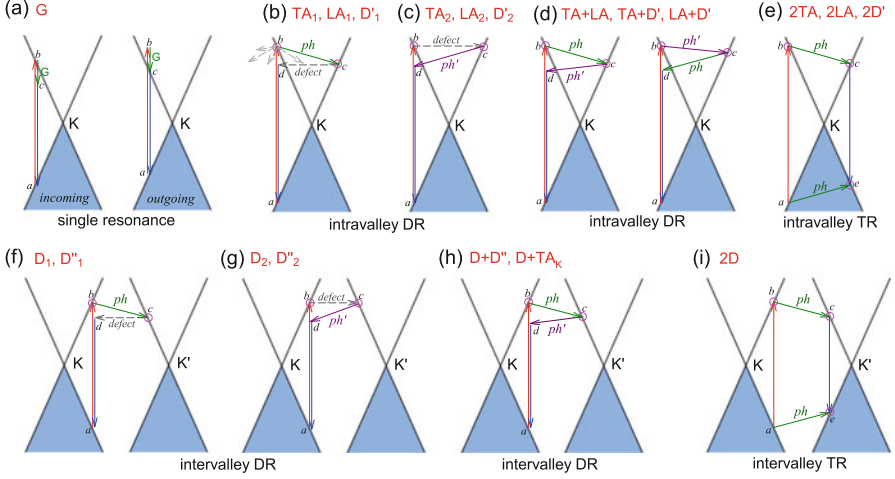 (a) G
b
G
c
a
K
incoming
b
G
c
a
K
outgoing
single resonance
(b) TA₁, LA₁, D'₁
b
ph
c
d
defect
K
a
(c) TA₂, LA₂, D'₂
b
defect
c
d
ph'
K
a
intravalley DR
(d) TA+LA, TA+D', LA+D'
b
ph
c
d
ph'
K
a
b
ph'
c
d
ph
K
a
intravalley DR
(e) 2TA, 2LA, 2D'
b
ph
c
K
a
ph
e
intravalley TR
(f) D₁, D"₁
b
ph
c
d
defect
K
K'
a
(g) D₂, D"₂
b
defect
c
d
ph'
K
K'
a
intervalley DR
(h) D+D", D+TAK
b
ph
c
d
ph'
K
K'
a
intervalley DR
(i) 2D
b
ph
c
K
K'
a
ph
e
intervalley TR